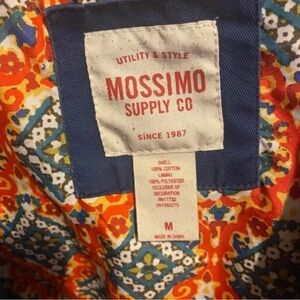 UTILITY & STYLE
MOSSIMO
SUPPLY CO
SINCE 1987
SHELL:
100% COTTON
LINING:
100% POLYESTER
EXCLUSIVE OF
DECORATION
M
MADE IN CHINA